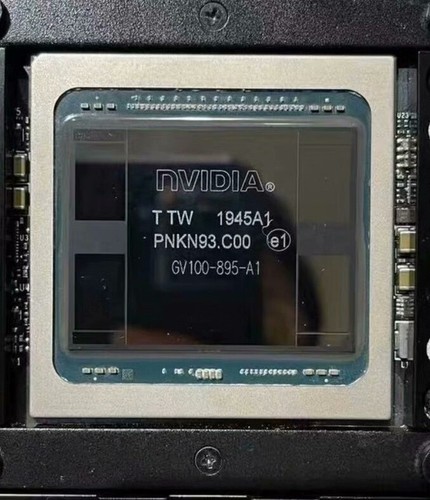 NVIDIA®
T TW 1945A1
PNKN93.C00 e1
GV100-895-A1